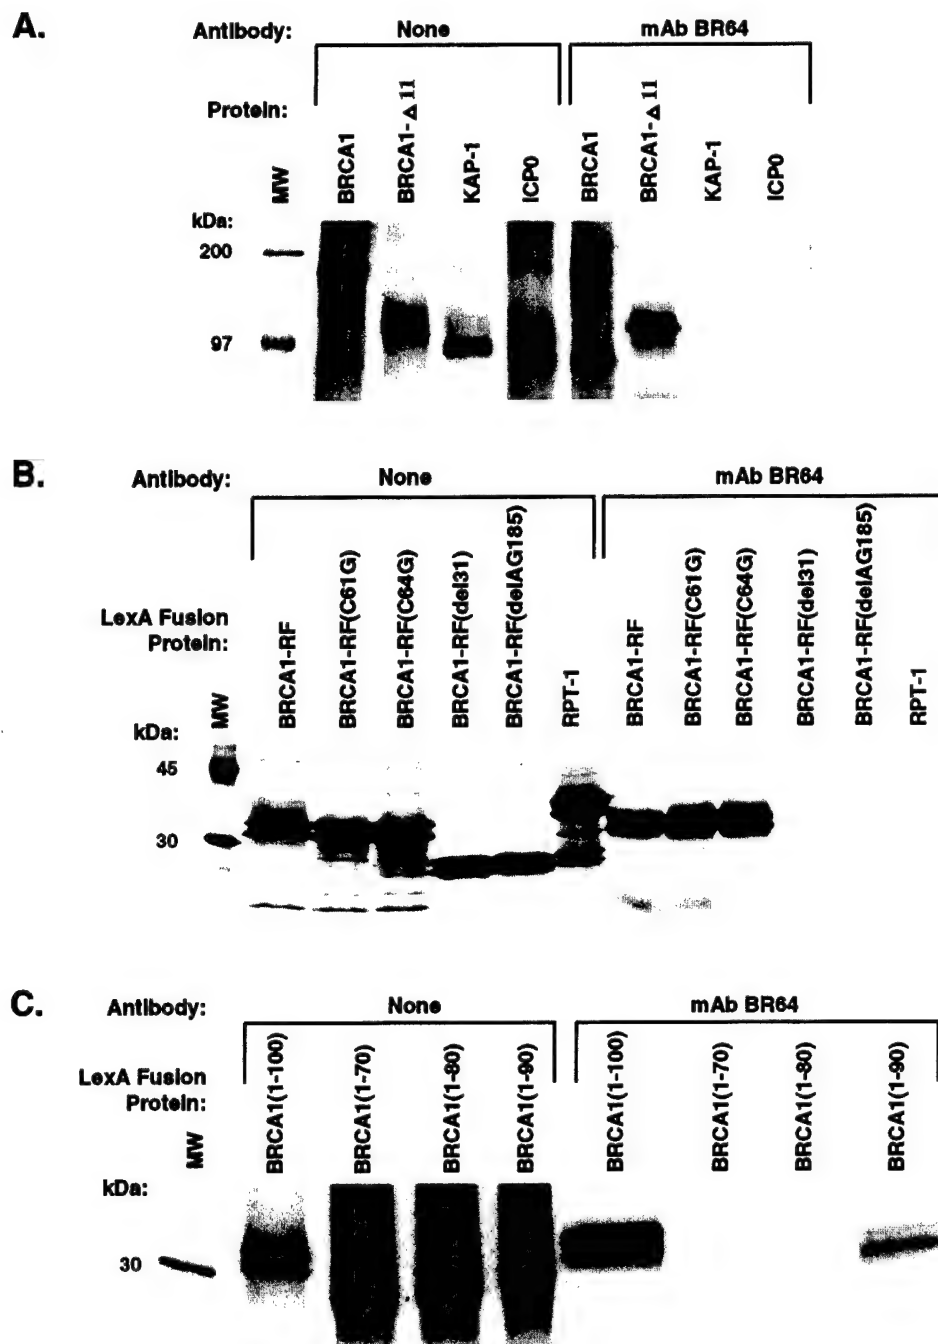 A.
Antibody: None mAb BR64
Protein:
MW BRCA1 BRCA1-Δ 11 KAP-1 ICP0 BRCA1 BRCA1-Δ 11 KAP-1 ICP0
kDa:
200
97
B.
Antibody: None mAb BR64
LexA Fusion
Protein:
MW BRCA1-RF BRCA1-RF(C61G) BRCA1-RF(C64G) BRCA1-RF(del31) BRCA1-RF(delAG185) RPT-1 BRCA1-RF BRCA1-RF(C61G) BRCA1-RF(C64G) BRCA1-RF(del31) BRCA1-RF(delAG185) RPT-1
kDa:
45
30
C.
Antibody: None mAb BR64
LexA Fusion
Protein:
MW BRCA1(1-100) BRCA1(1-70) BRCA1(1-80) BRCA1(1-90) BRCA1(1-100) BRCA1(1-70) BRCA1(1-80) BRCA1(1-90)
kDa:
30